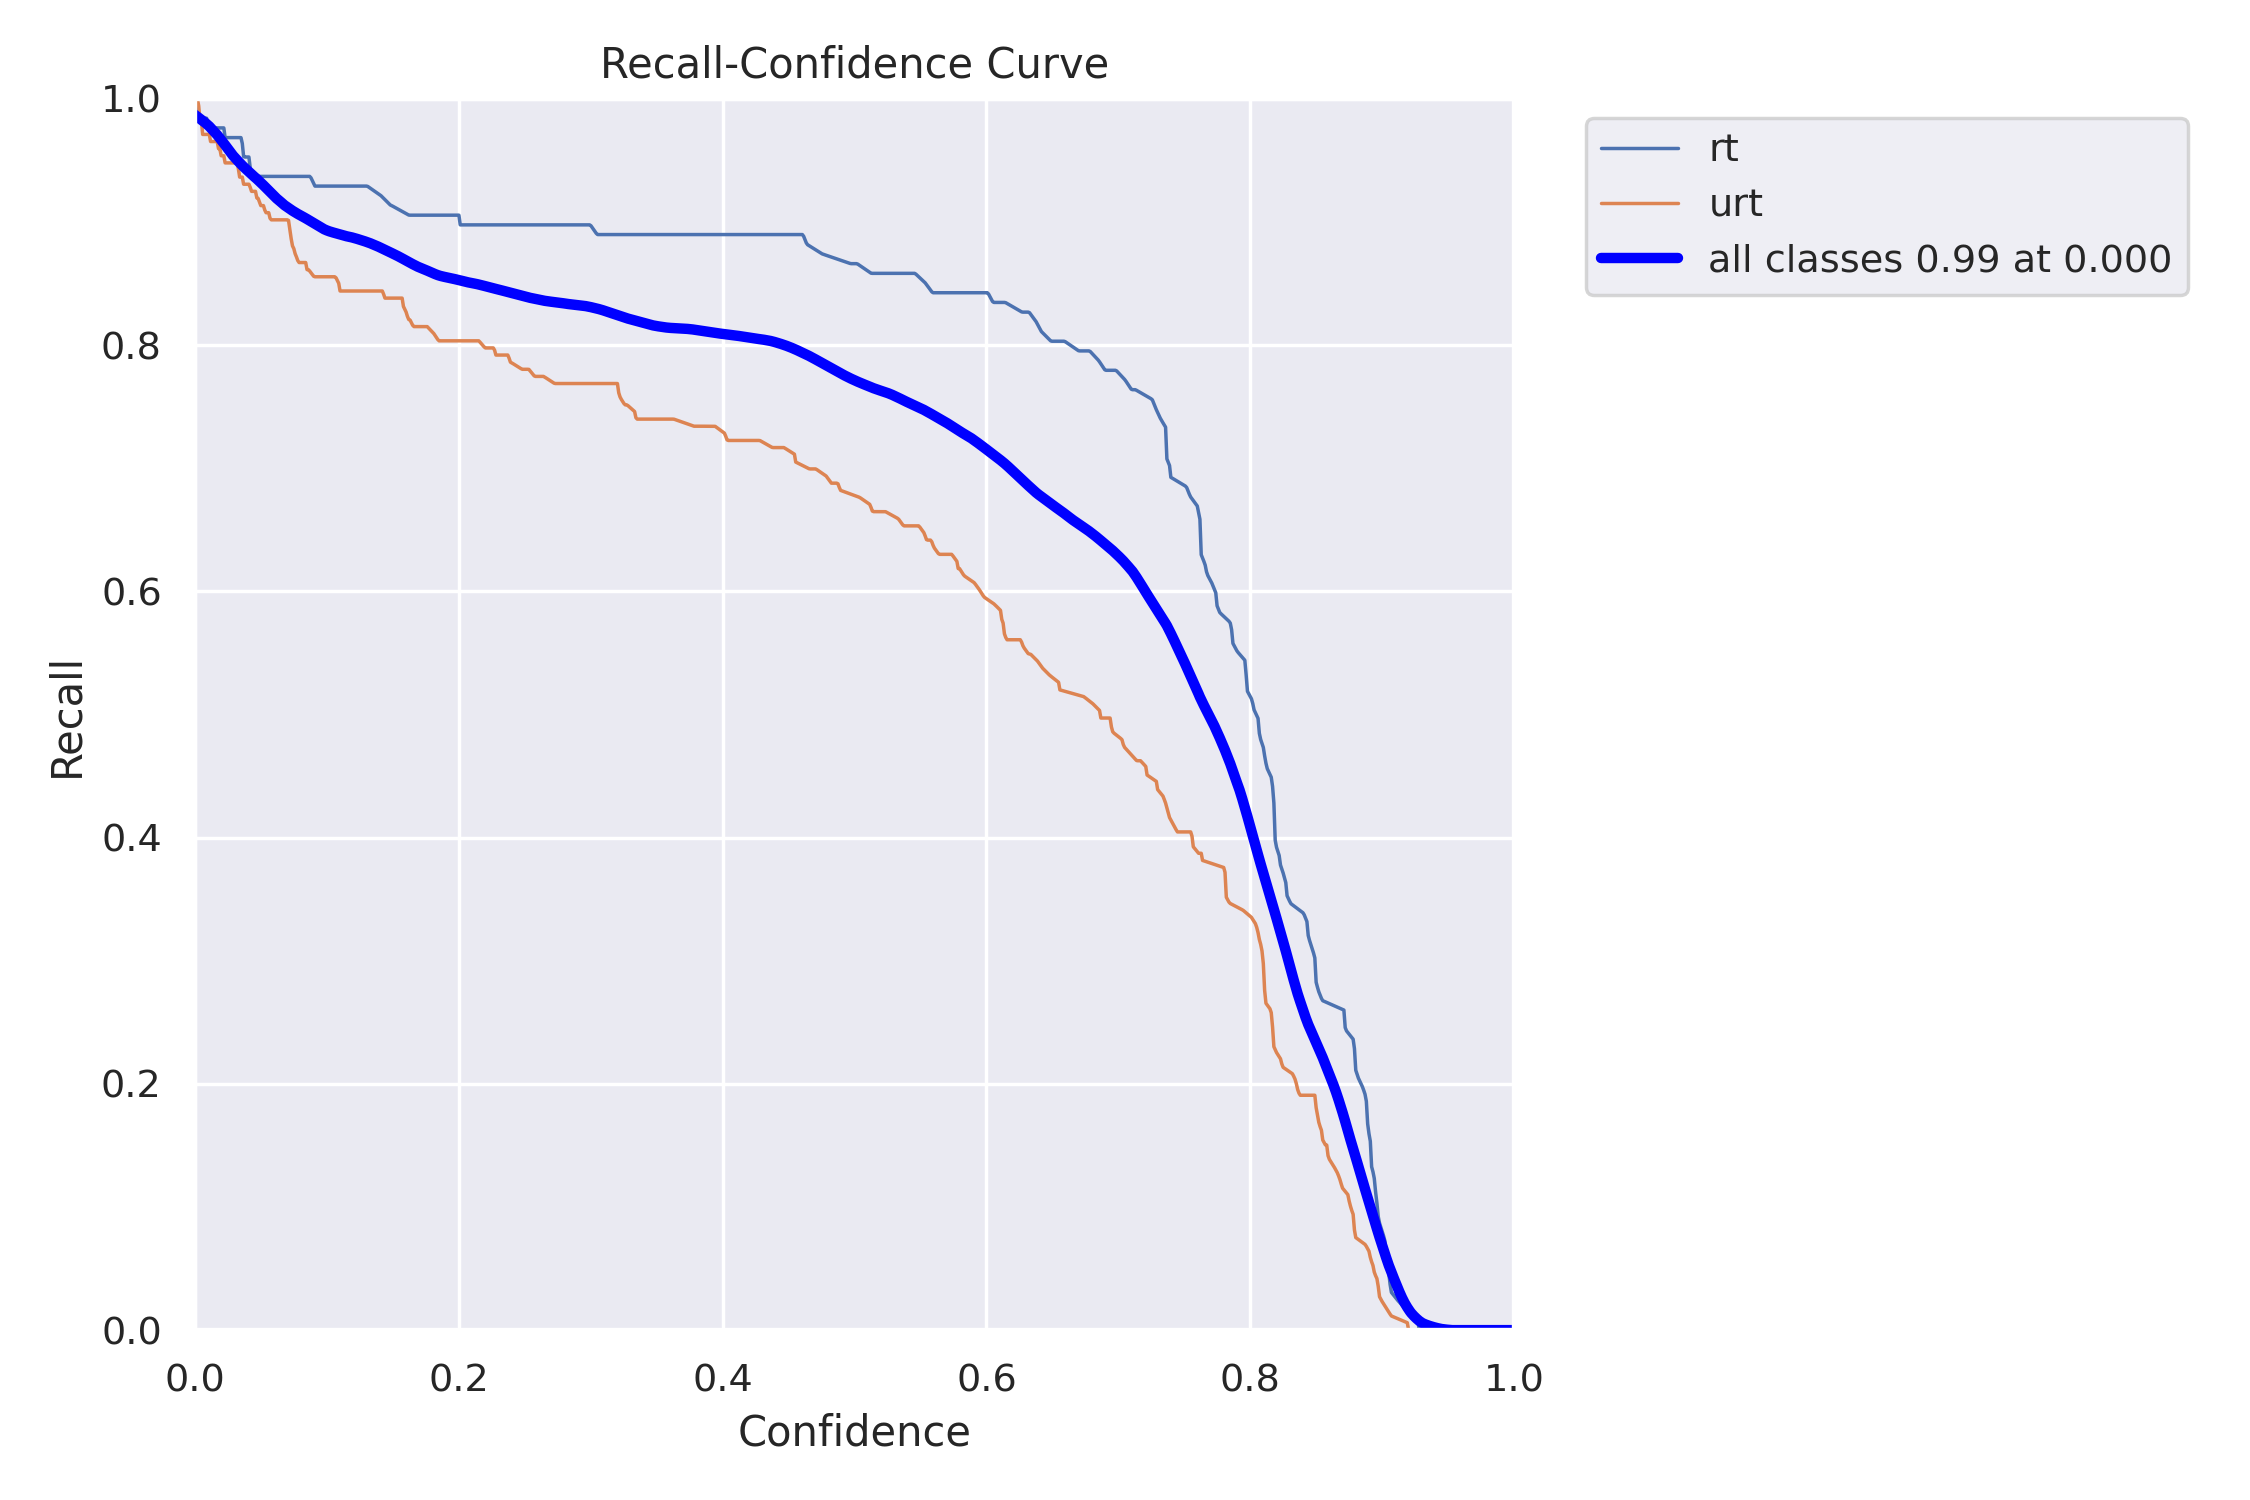 Recall-Confidence Curve
rt
urt
all classes 0.99 at 0.000
Recall
1.0
0.8
0.6
0.4
0.2
0.0
0.0 0.2 0.4 0.6 0.8 1.0
Confidence